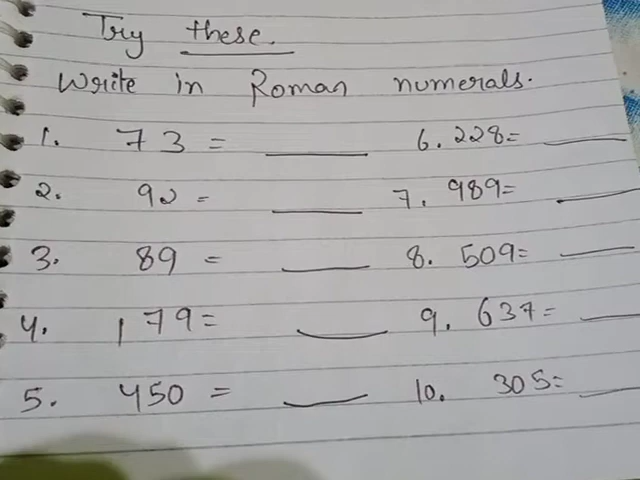 Try these.
Write in Roman numerals.
1. 73 = ____ 6. 228= ____
2. 92 = ____ 7. 989= ____
3. 89 = ____ 8. 509= ____
4. 179= ____ 9. 637= ____
5. 450 = ____ 10. 305= ____